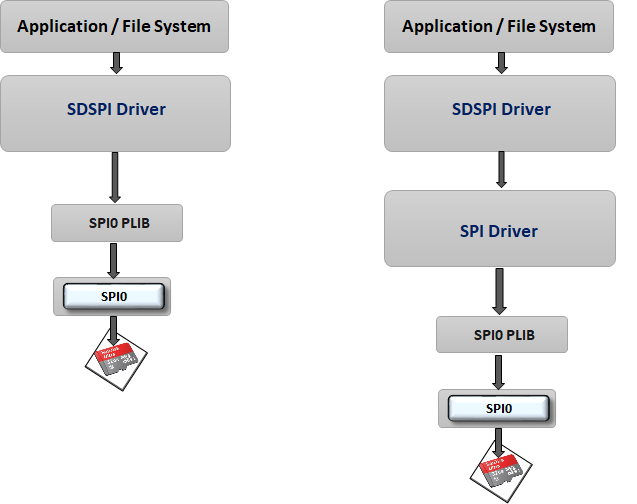 Application / File System
SDSPI Driver
SPI0 PLIB
SPI0
Application / File System
SDSPI Driver
SPI Driver
SPI0 PLIB
SPI0